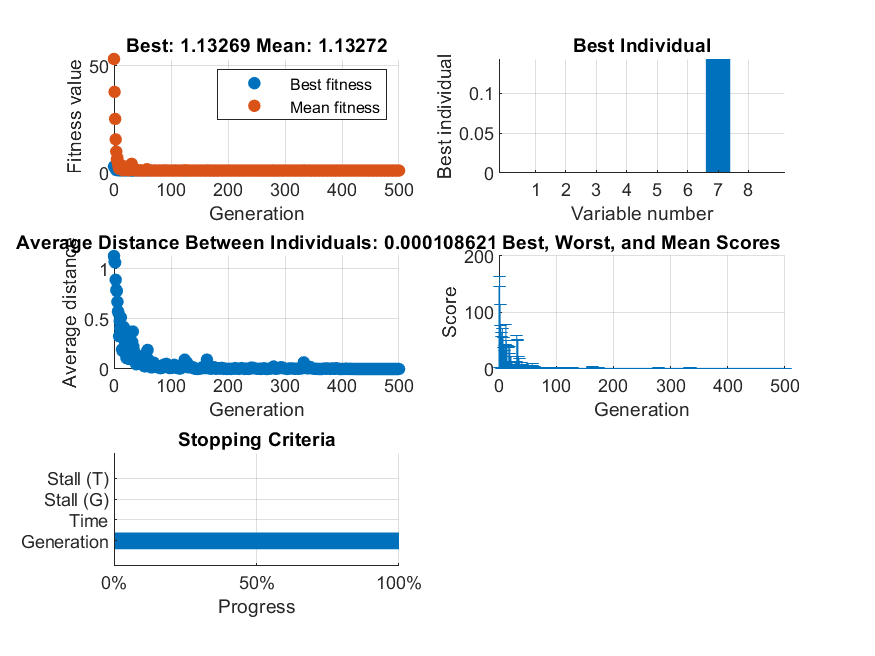 Best: 1.13269 Mean: 1.13272
Fitness value
50
0
Best fitness
Mean fitness
0 100 200 300 400 500
Generation
Best Individual
Best individual
0.1
0.05
0
1 2 3 4 5 6 7 8
Variable number
Average Distance Between Individuals: 0.000108621
Average distance
1
0.5
0
0 100 200 300 400 500
Generation
Best, Worst, and Mean Scores
Score
200
100
0
0 100 200 300 400 500
Generation
Stopping Criteria
Stall (T)
Stall (G)
Time
Generation
0% 50% 100%
Progress